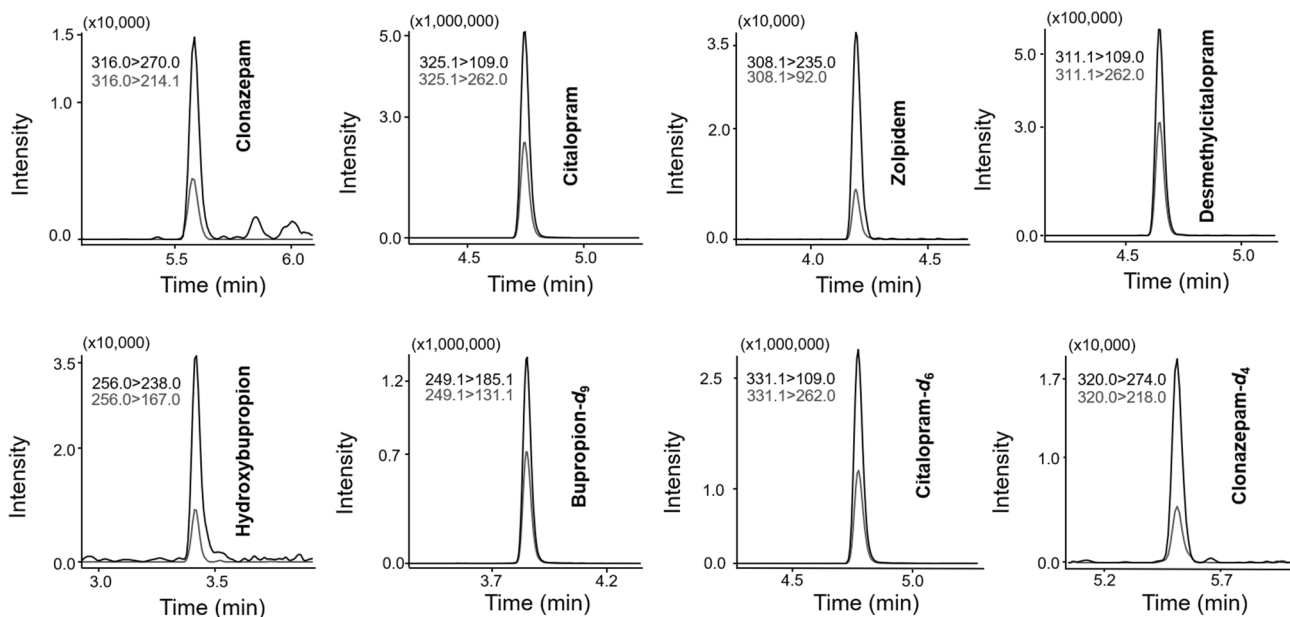 (x10,000)
1.5
1.0
0.0
316.0>270.0
316.0>214.1
Clonazepam
Intensity
5.5
6.0
Time (min)
(x1,000,000)
5.0
3.0
0.0
325.1>109.0
325.1>262.0
Citalopram
Intensity
4.5
5.0
Time (min)
(x10,000)
3.5
2.0
0.0
308.1>235.0
308.1>92.0
Zolpidem
Intensity
4.0
4.5
Time (min)
(x100,000)
5.0
3.0
0.0
311.1>109.0
311.1>262.0
Desmethylcitalopram
Intensity
4.5
5.0
Time (min)
(x10,000)
3.5
2.0
0.0
256.0>238.0
256.0>167.0
Hydroxybupropion
Intensity
3.0
3.5
Time (min)
(x1,000,000)
1.2
0.7
0.0
249.1>185.1
249.1>131.1
Bupropion-d9
Intensity
3.7
4.2
Time (min)
(x1,000,000)
2.5
1.0
0.0
331.1>109.0
331.1>262.0
Citalopram-d6
Intensity
4.5
5.0
Time (min)
(x10,000)
1.7
1.0
0.0
320.0>274.0
320.0>218.0
Clonazepam-d4
Intensity
5.2
5.7
Time (min)